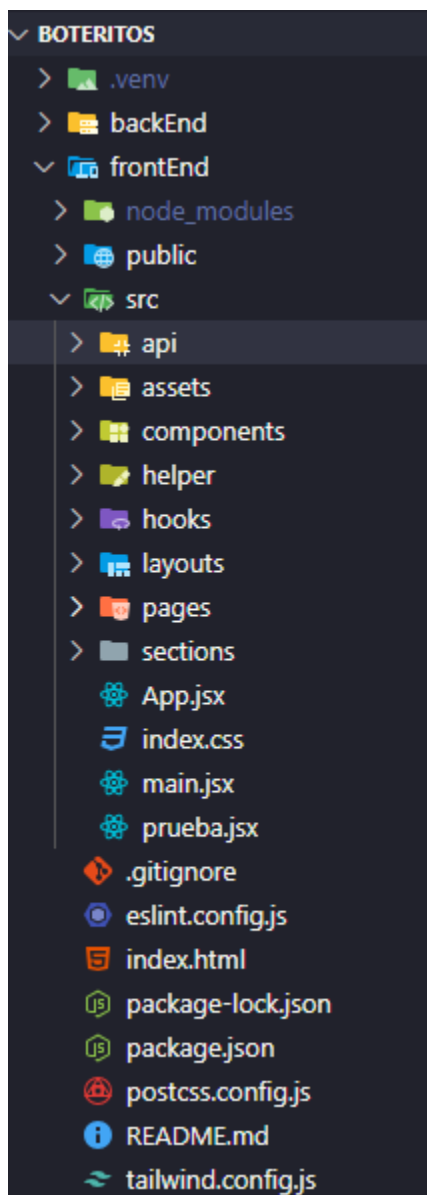 BOTERITOS
.venv
backEnd
frontEnd
node_modules
public
src
api
assets
components
helper
hooks
layouts
pages
sections
App.jsx
index.css
main.jsx
prueba.jsx
.gitignore
eslint.config.js
index.html
package-lock.json
package.json
postcss.config.js
README.md
tailwind.config.js